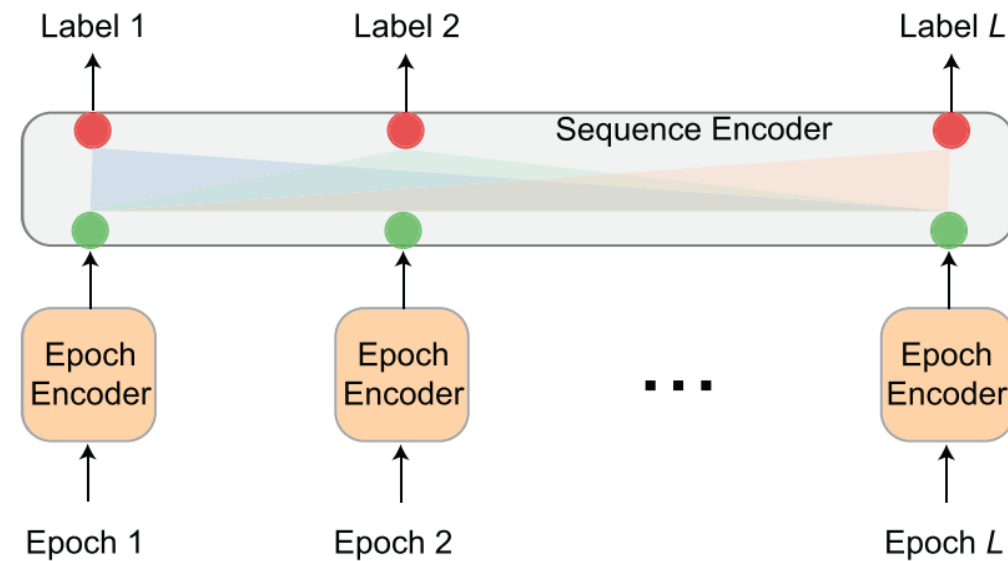 Label 1
Label 2
Label L
Sequence Encoder
Epoch
Encoder
Epoch
Encoder
...
Epoch
Encoder
Epoch 1
Epoch 2
Epoch L